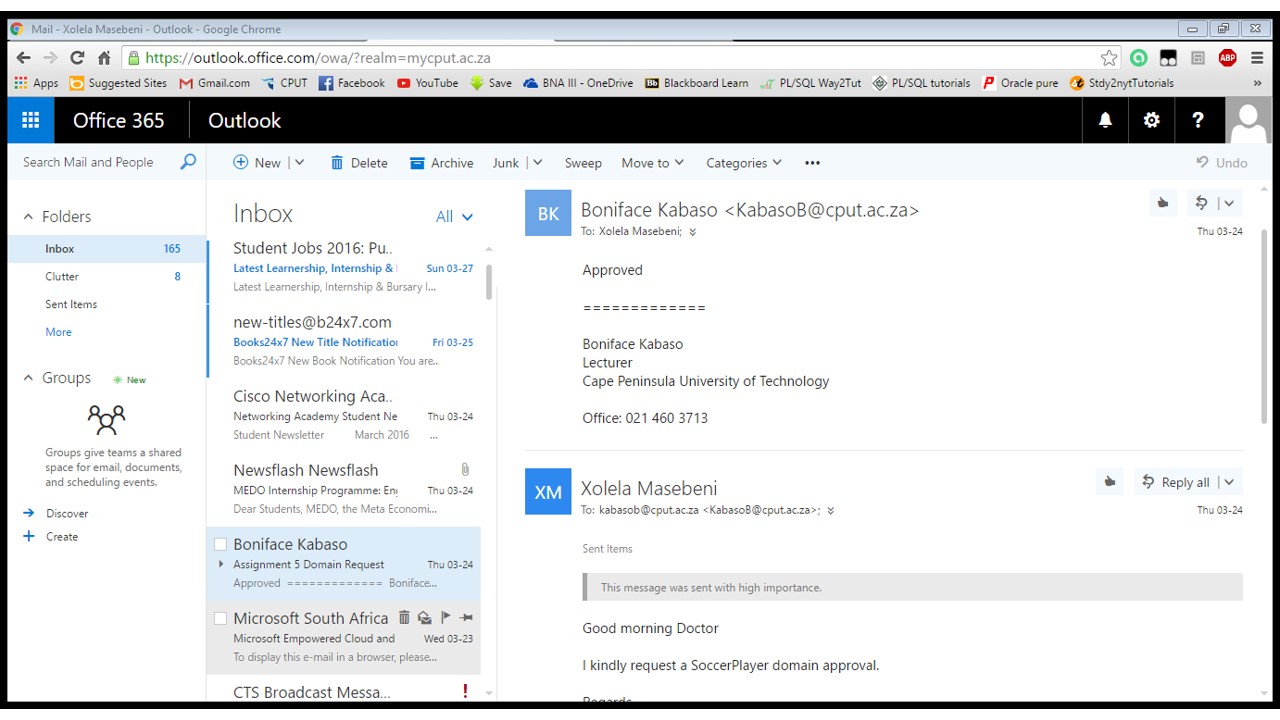 Mail - Xolela Masebeni - Outlook - Google Chrome
https://outlook.office.com/owa/?realm=mycput.ac.za
ABP
Apps Suggested Sites Gmail.com CPUT Facebook YouTube Save BNA III - OneDrive Bb Blackboard Learn PL/SQL Way2Tut PL/SQL tutorials Oracle pure Stdy2nytTutorials »
Office 365 Outlook ?
Search Mail and People
New Delete Archive Junk Sweep Move to Categories ••• Undo
Folders
Inbox 165
Clutter 8
Sent Items
More
Groups New
Groups give teams a shared
space for email, documents,
and scheduling events.
Discover
Create
Inbox All
Student Jobs 2016: Pu..
Latest Learnership, Internship & Sun 03-27
Latest Learnership, Internship & Bursary I...
new-titles@b24x7.com
Books24x7 New Title Notificatio Fri 03-25
Books24x7 New Book Notification You are..
Cisco Networking Aca..
Networking Academy Student Ne Thu 03-24
Student Newsletter March 2016 ...
Newsflash Newsflash
MEDO Internship Programme: En Thu 03-24
Dear Students, MEDO, the Meta Economi...
Boniface Kabaso
Assignment 5 Domain Request Thu 03-24
Approved ============= Boniface...
Microsoft South Africa
Microsoft Empowered Cloud and Wed 03-23
To display this e-mail in a browser, please...
CTS Broadcast Messa... !
BK
Boniface Kabaso <KabasoB@cput.ac.za>
To: Xolela Masebeni;
Thu 03-24
Approved
=============
Boniface Kabaso
Lecturer
Cape Peninsula University of Technology
Office: 021 460 3713
XM
Xolela Masebeni
Reply all
To: kabasob@cput.ac.za <KabasoB@cput.ac.za>;
Thu 03-24
Sent Items
This message was sent with high importance.
Good morning Doctor
I kindly request a SoccerPlayer domain approval.
Regards